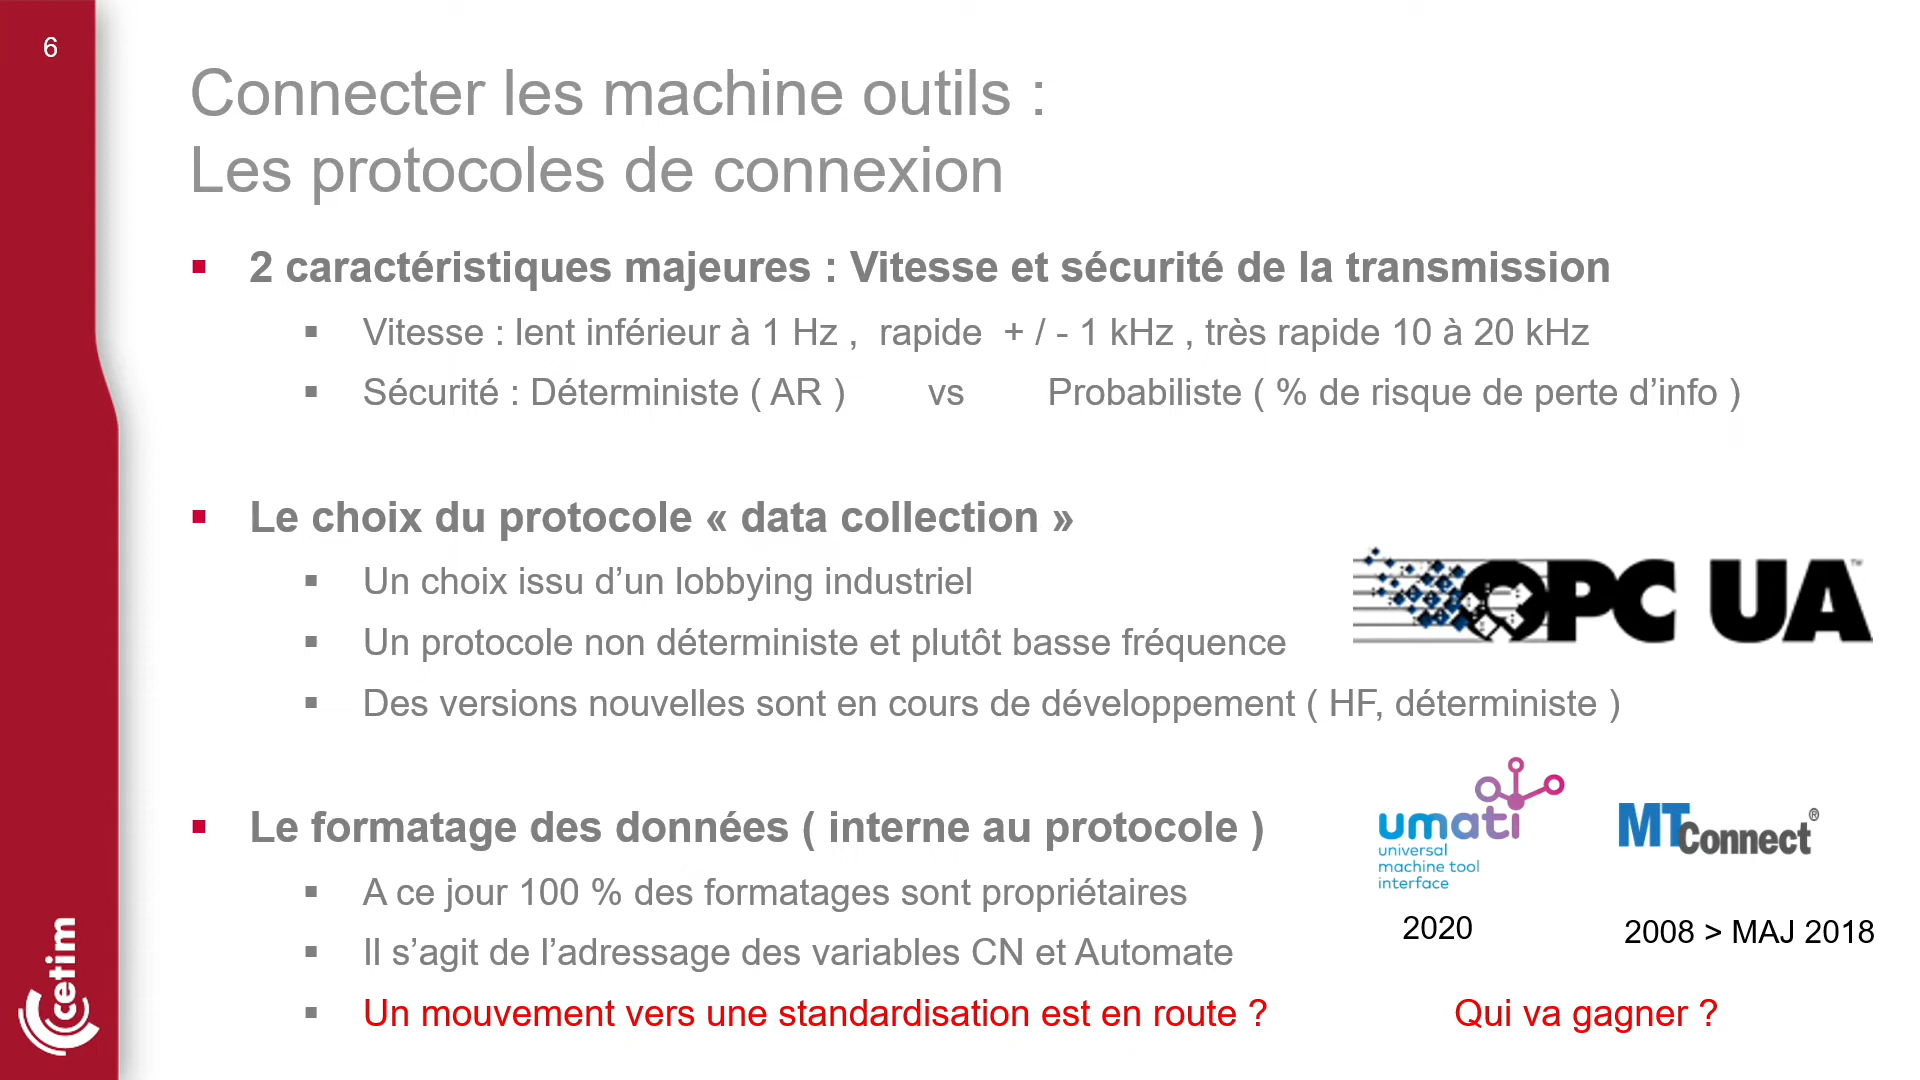 6
Connecter les machine outils :
Les protocoles de connexion
2 caractéristiques majeures : Vitesse et sécurité de la transmission
Vitesse : lent inférieur à 1 Hz , rapide + / - 1 kHz , très rapide 10 à 20 kHz
Sécurité : Déterministe ( AR ) vs Probabiliste ( % de risque de perte d’info )
Le choix du protocole « data collection »
Un choix issu d’un lobbying industriel
OPC UA™
Un protocole non déterministe et plutôt basse fréquence
Des versions nouvelles sont en cours de développement ( HF, déterministe )
Le formatage des données ( interne au protocole )
umati
universal
machine tool
interface
MTConnect®
A ce jour 100 % des formatages sont propriétaires
2020
2008 > MAJ 2018
Il s’agit de l’adressage des variables CN et Automate
Un mouvement vers une standardisation est en route ?
Qui va gagner ?
cetim